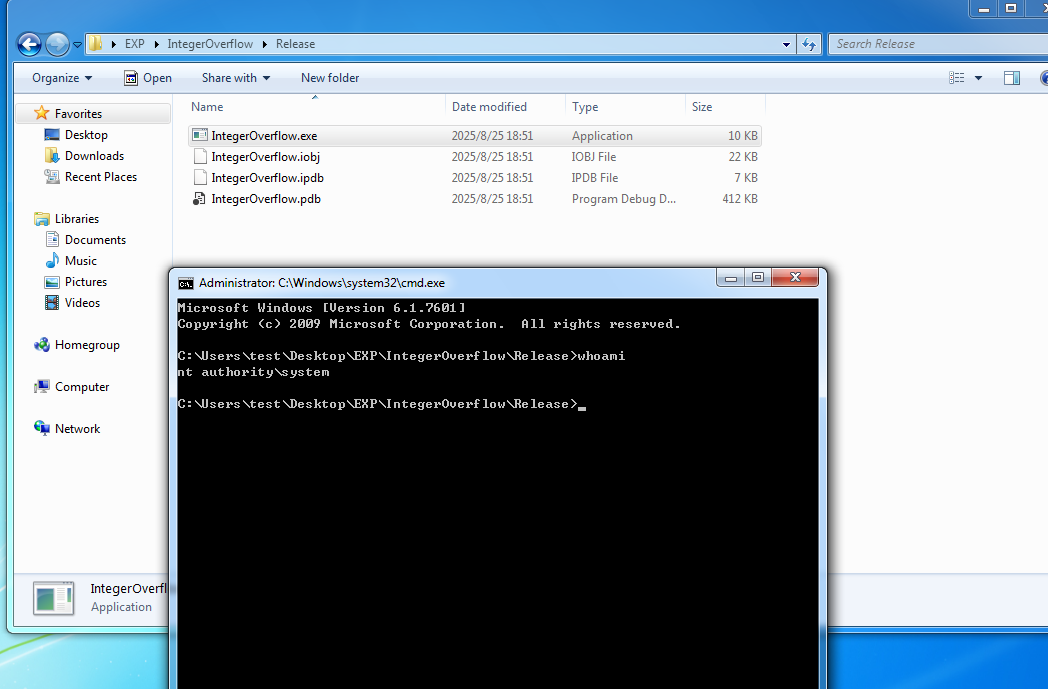 EXP IntegerOverflow Release
Search Release
Organize Open Share with New folder
Name Date modified Type Size
Favorites
Desktop
Downloads
Recent Places
Libraries
Documents
Music
Pictures
Videos
Homegroup
Computer
Network
IntegerOverflow.exe 2025/8/25 18:51 Application 10 KB
IntegerOverflow.iobj 2025/8/25 18:51 IOBJ File 22 KB
IntegerOverflow.ipdb 2025/8/25 18:51 IPDB File 7 KB
IntegerOverflow.pdb 2025/8/25 18:51 Program Debug D... 412 KB
Administrator: C:\Windows\system32\cmd.exe
Microsoft Windows [Version 6.1.7601]
Copyright (c) 2009 Microsoft Corporation.  All rights reserved.
C:\Users\test\Desktop\EXP\IntegerOverflow\Release>whoami
nt authority\system
C:\Users\test\Desktop\EXP\IntegerOverflow\Release>_
IntegerOverfl
Application